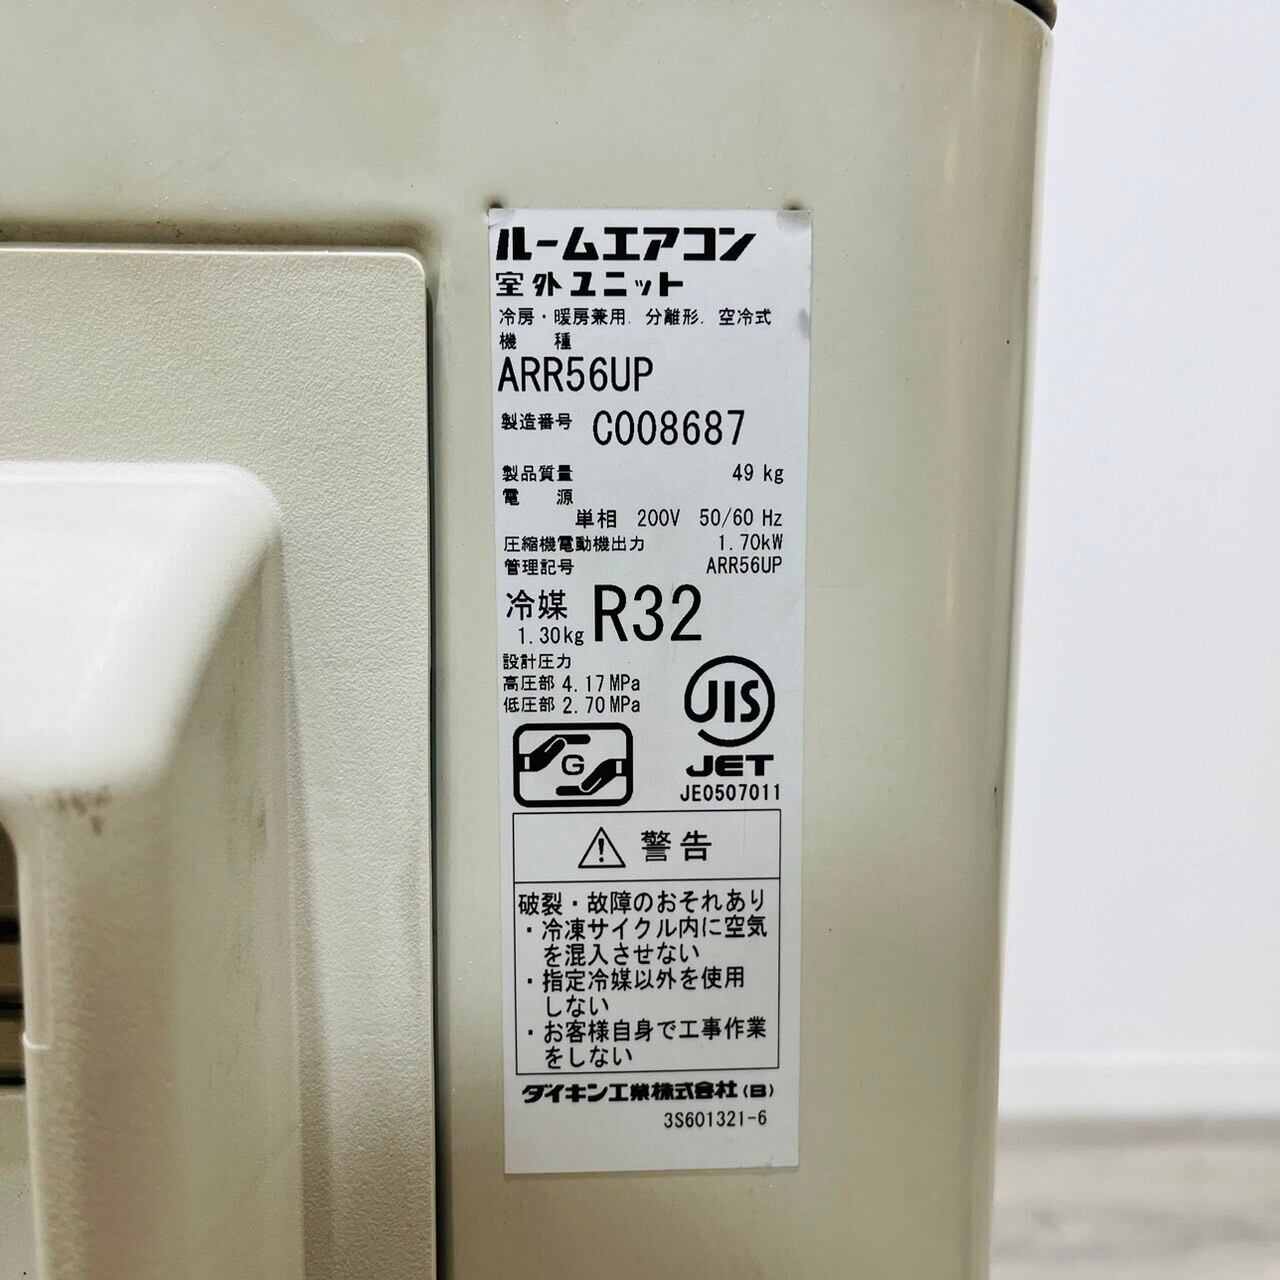 ルームエアコン
室外ユニット
冷房・暖房兼用. 分離形. 空冷式
機 種
ARR56UP
製造番号 C008687
製品質量 49 kg
電 源
単相 200V 50/60 Hz
圧縮機電動機出力 1.70kW
管理記号 ARR56UP
冷媒 R32
1.30kg
設計圧力
高圧部 4.17 MPa
低圧部 2.70 MPa
JIS
G
JET
JE0507011
警告
破裂・故障のおそれあり
・冷凍サイクル内に空気
を混入させない
・指定冷媒以外を使用
しない
・お客様自身で工事作業
をしない
ダイキン工業株式会社(B)
3S601321-6